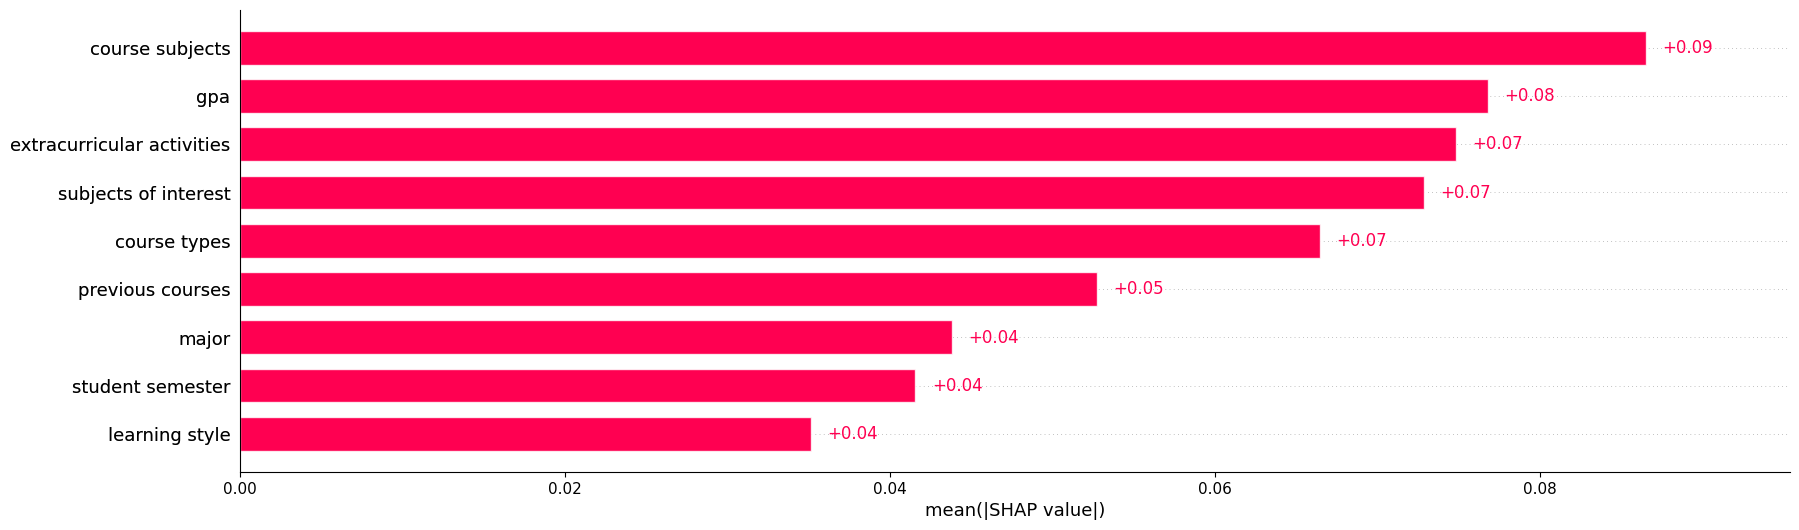 course subjects +0.09
gpa +0.08
extracurricular activities +0.07
subjects of interest +0.07
course types +0.07
previous courses +0.05
major +0.04
student semester +0.04
learning style +0.04
0.00 0.02 0.04 0.06 0.08
mean(|SHAP value|)